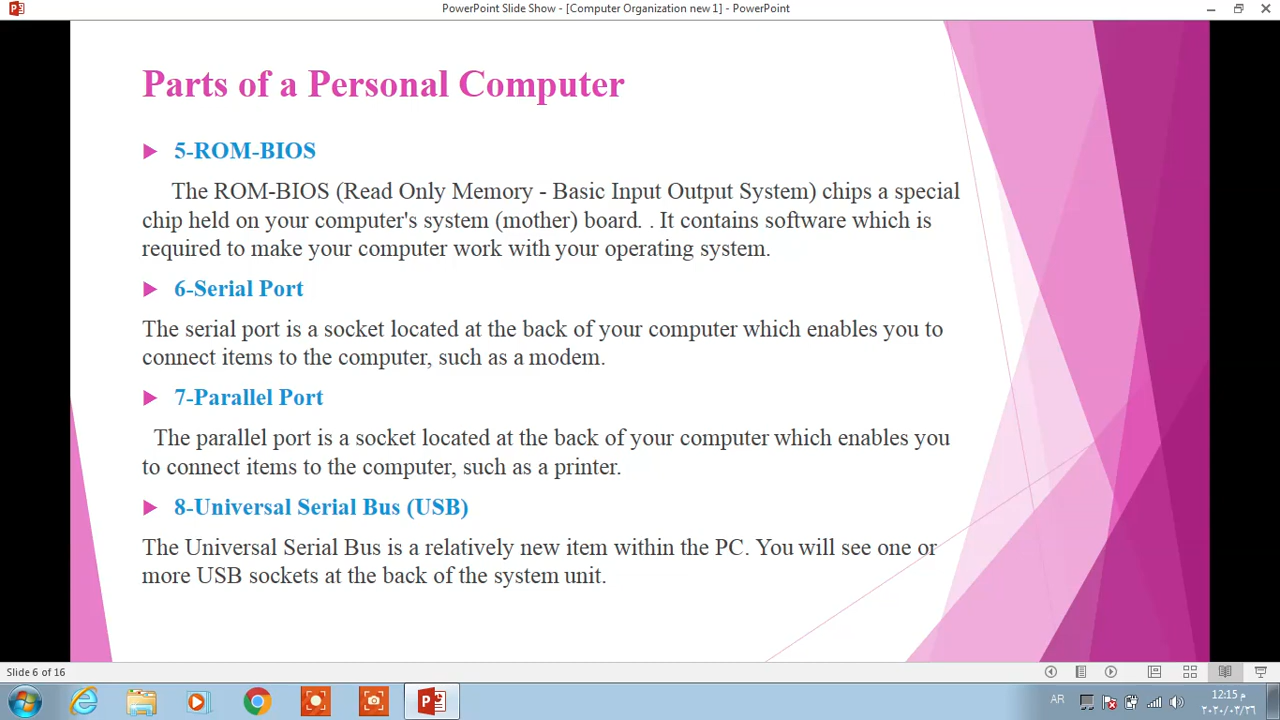 PowerPoint Slide Show - [Computer Organization new 1] - PowerPoint
Parts of a Personal Computer
5-ROM-BIOS
The ROM-BIOS (Read Only Memory - Basic Input Output System) chips a special
chip held on your computer's system (mother) board. . It contains software which is
required to make your computer work with your operating system.
6-Serial Port
The serial port is a socket located at the back of your computer which enables you to
connect items to the computer, such as a modem.
7-Parallel Port
The parallel port is a socket located at the back of your computer which enables you
to connect items to the computer, such as a printer.
8-Universal Serial Bus (USB)
The Universal Serial Bus is a relatively new item within the PC. You will see one or
more USB sockets at the back of the system unit.
Slide 6 of 16
AR
12:15 م
٢٠٢٠/٠٣/٢٦